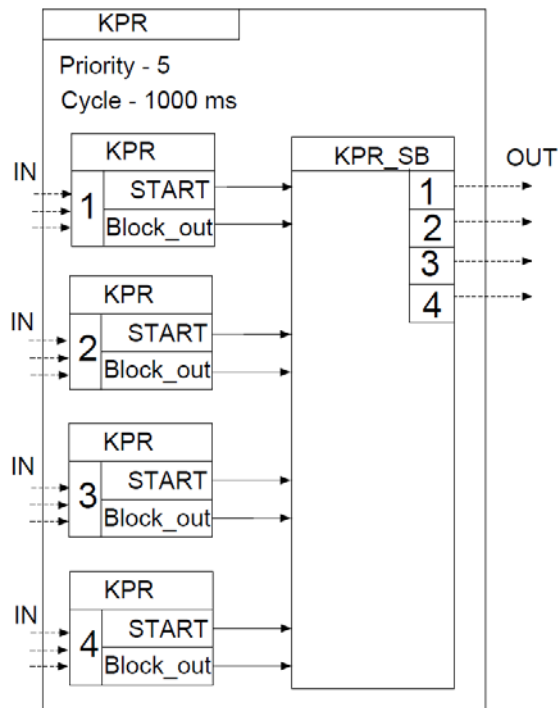 KPR
Priority - 5
Cycle - 1000 ms
KPR
IN
1
START
Block_out
KPR
IN
2
START
Block_out
KPR
IN
3
START
Block_out
KPR
IN
4
START
Block_out
KPR_SB
OUT
1
2
3
4